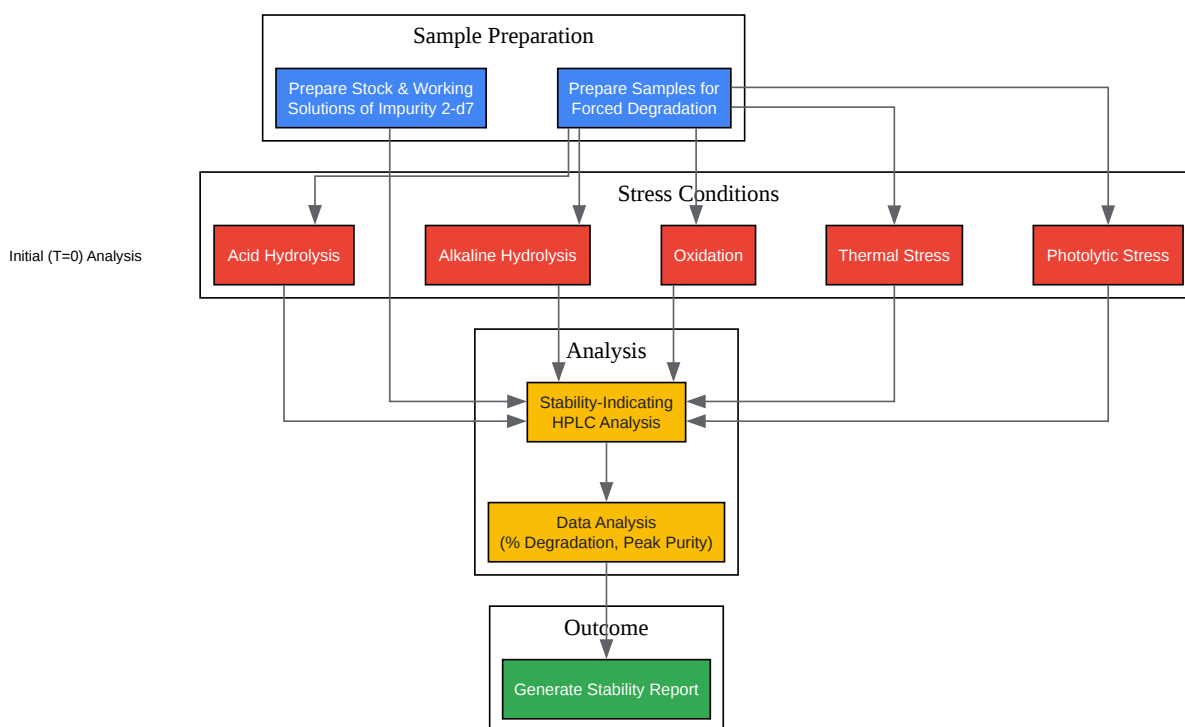 Sample Preparation
Prepare Stock & Working
Solutions of Impurity 2-d7
Prepare Samples for
Forced Degradation
Stress Conditions
Initial (T=0) Analysis
Acid Hydrolysis
Alkaline Hydrolysis
Oxidation
Thermal Stress
Photolytic Stress
Analysis
Stability-Indicating
HPLC Analysis
Data Analysis
(% Degradation, Peak Purity)
Outcome
Generate Stability Report